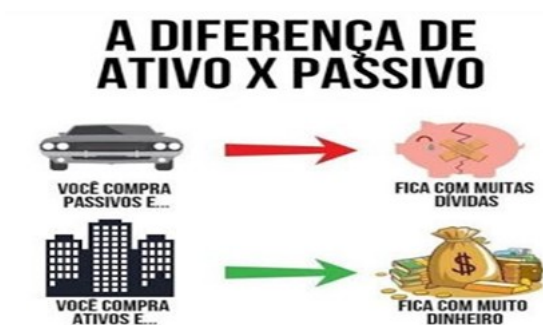 A DIFERENÇA DE
ATIVO X PASSIVO
VOCÊ COMPRA
PASSIVOS E...
FICA COM MUITAS
DÍVIDAS
VOCÊ COMPRA
ATIVOS E...
$
FICA COM MUITO
DINHEIRO